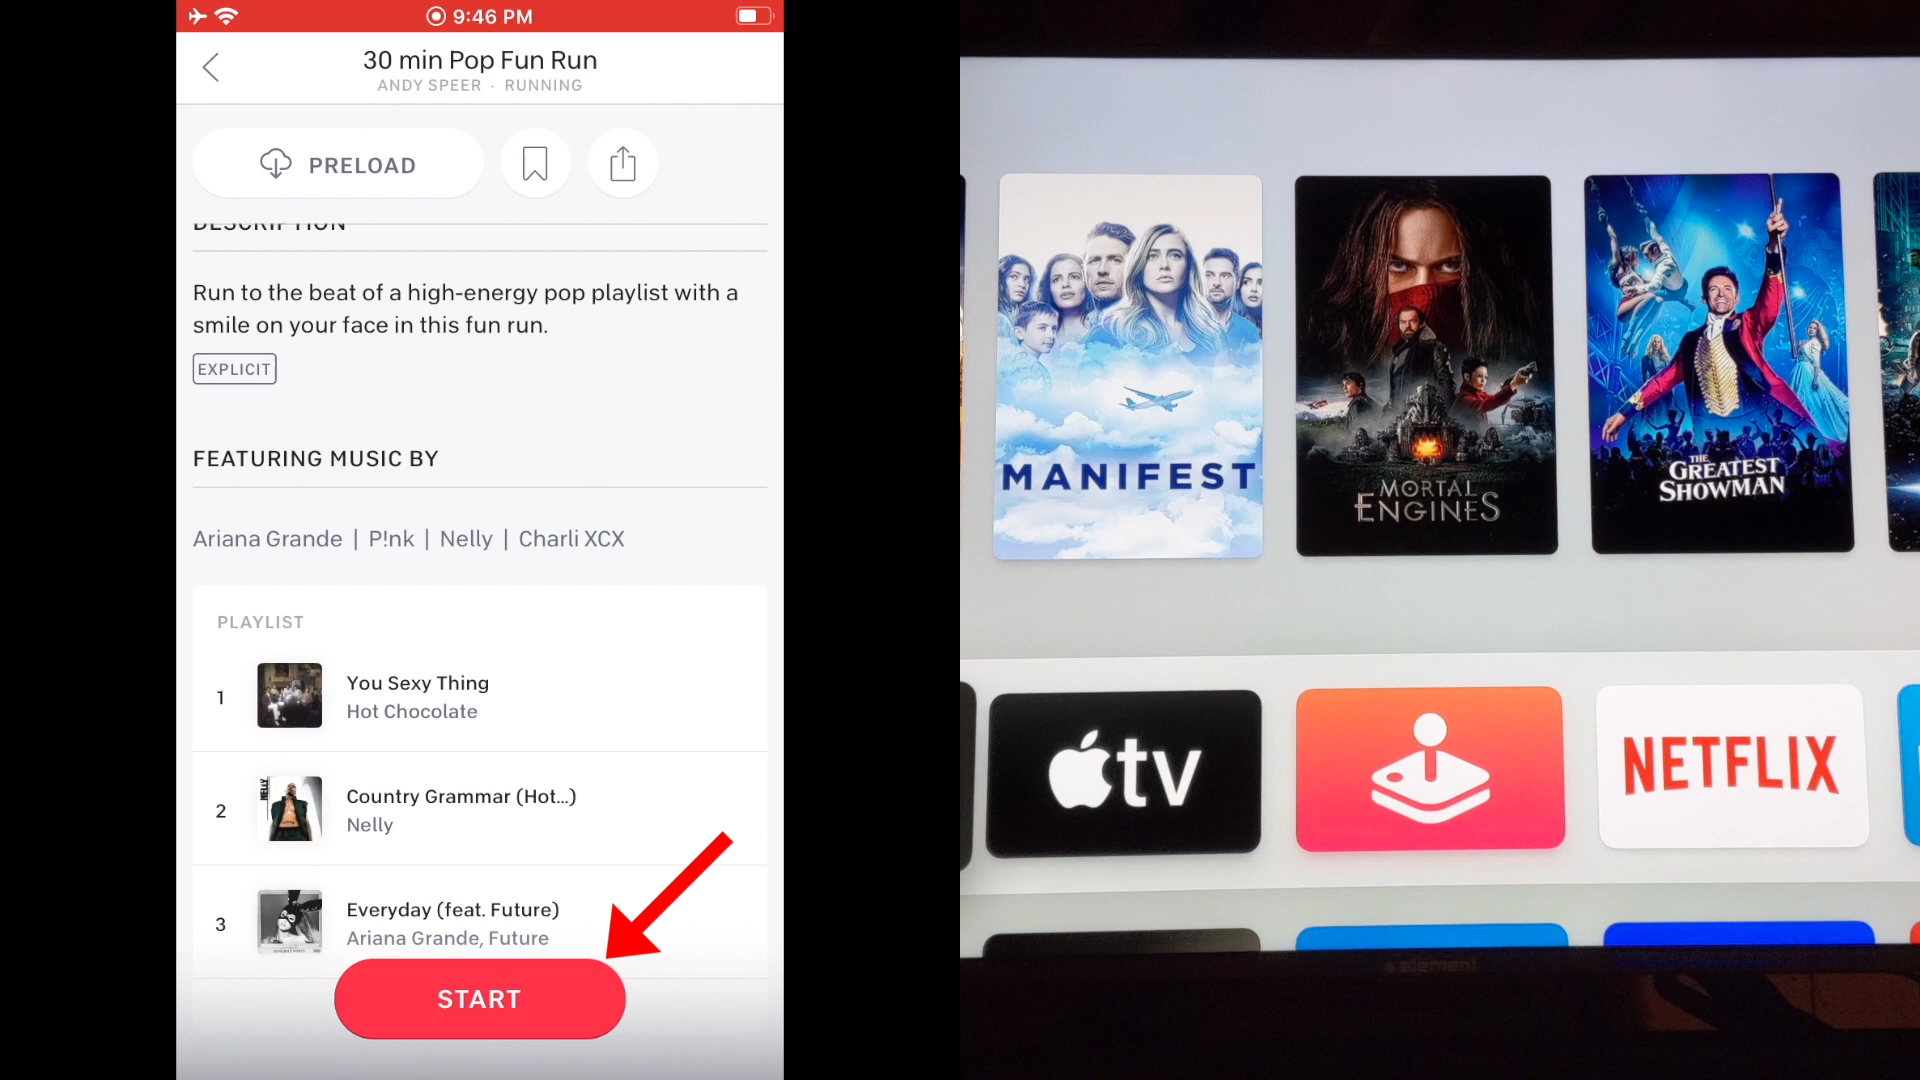 9:46 PM
30 min Pop Fun Run
ANDY SPEER · RUNNING
PRELOAD
DESCRIPTION
Run to the beat of a high-energy pop playlist with a
smile on your face in this fun run.
EXPLICIT
FEATURING MUSIC BY
Ariana Grande | P!nk | Nelly | Charli XCX
PLAYLIST
1
You Sexy Thing
Hot Chocolate
2
NELLY
Country Grammar (Hot...)
Nelly
3
Everyday (feat. Future)
Ariana Grande, Future
START
MANIFEST
MORTAL
ENGINES
THE
GREATEST
SHOWMAN
tv
NETFLIX
element